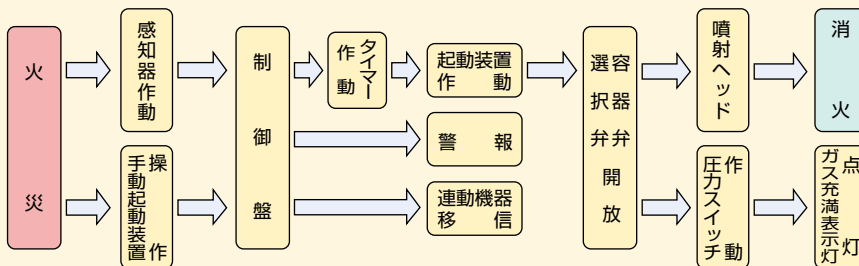 火災
感知器作動
手動起動装置
操作
制御盤
タイマー
作動
起動装置
作動
警報
連動機器
移信
容器弁
選択弁
開放
噴射ヘッド
圧力スイッチ
作動
消火
ガス充満表示灯
点灯